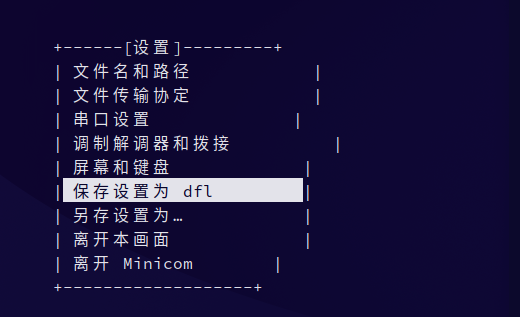 +------[设置]---------+
| 文件名和路径            |
| 文件传输协定            |
| 串口设置              |
| 调制解调器和拨接          |
| 屏幕和键盘             |
| 保存设置为 dfl         |
| 另存设置为…            |
| 离开本画面             |
| 离开 Minicom        |
+-------------------+